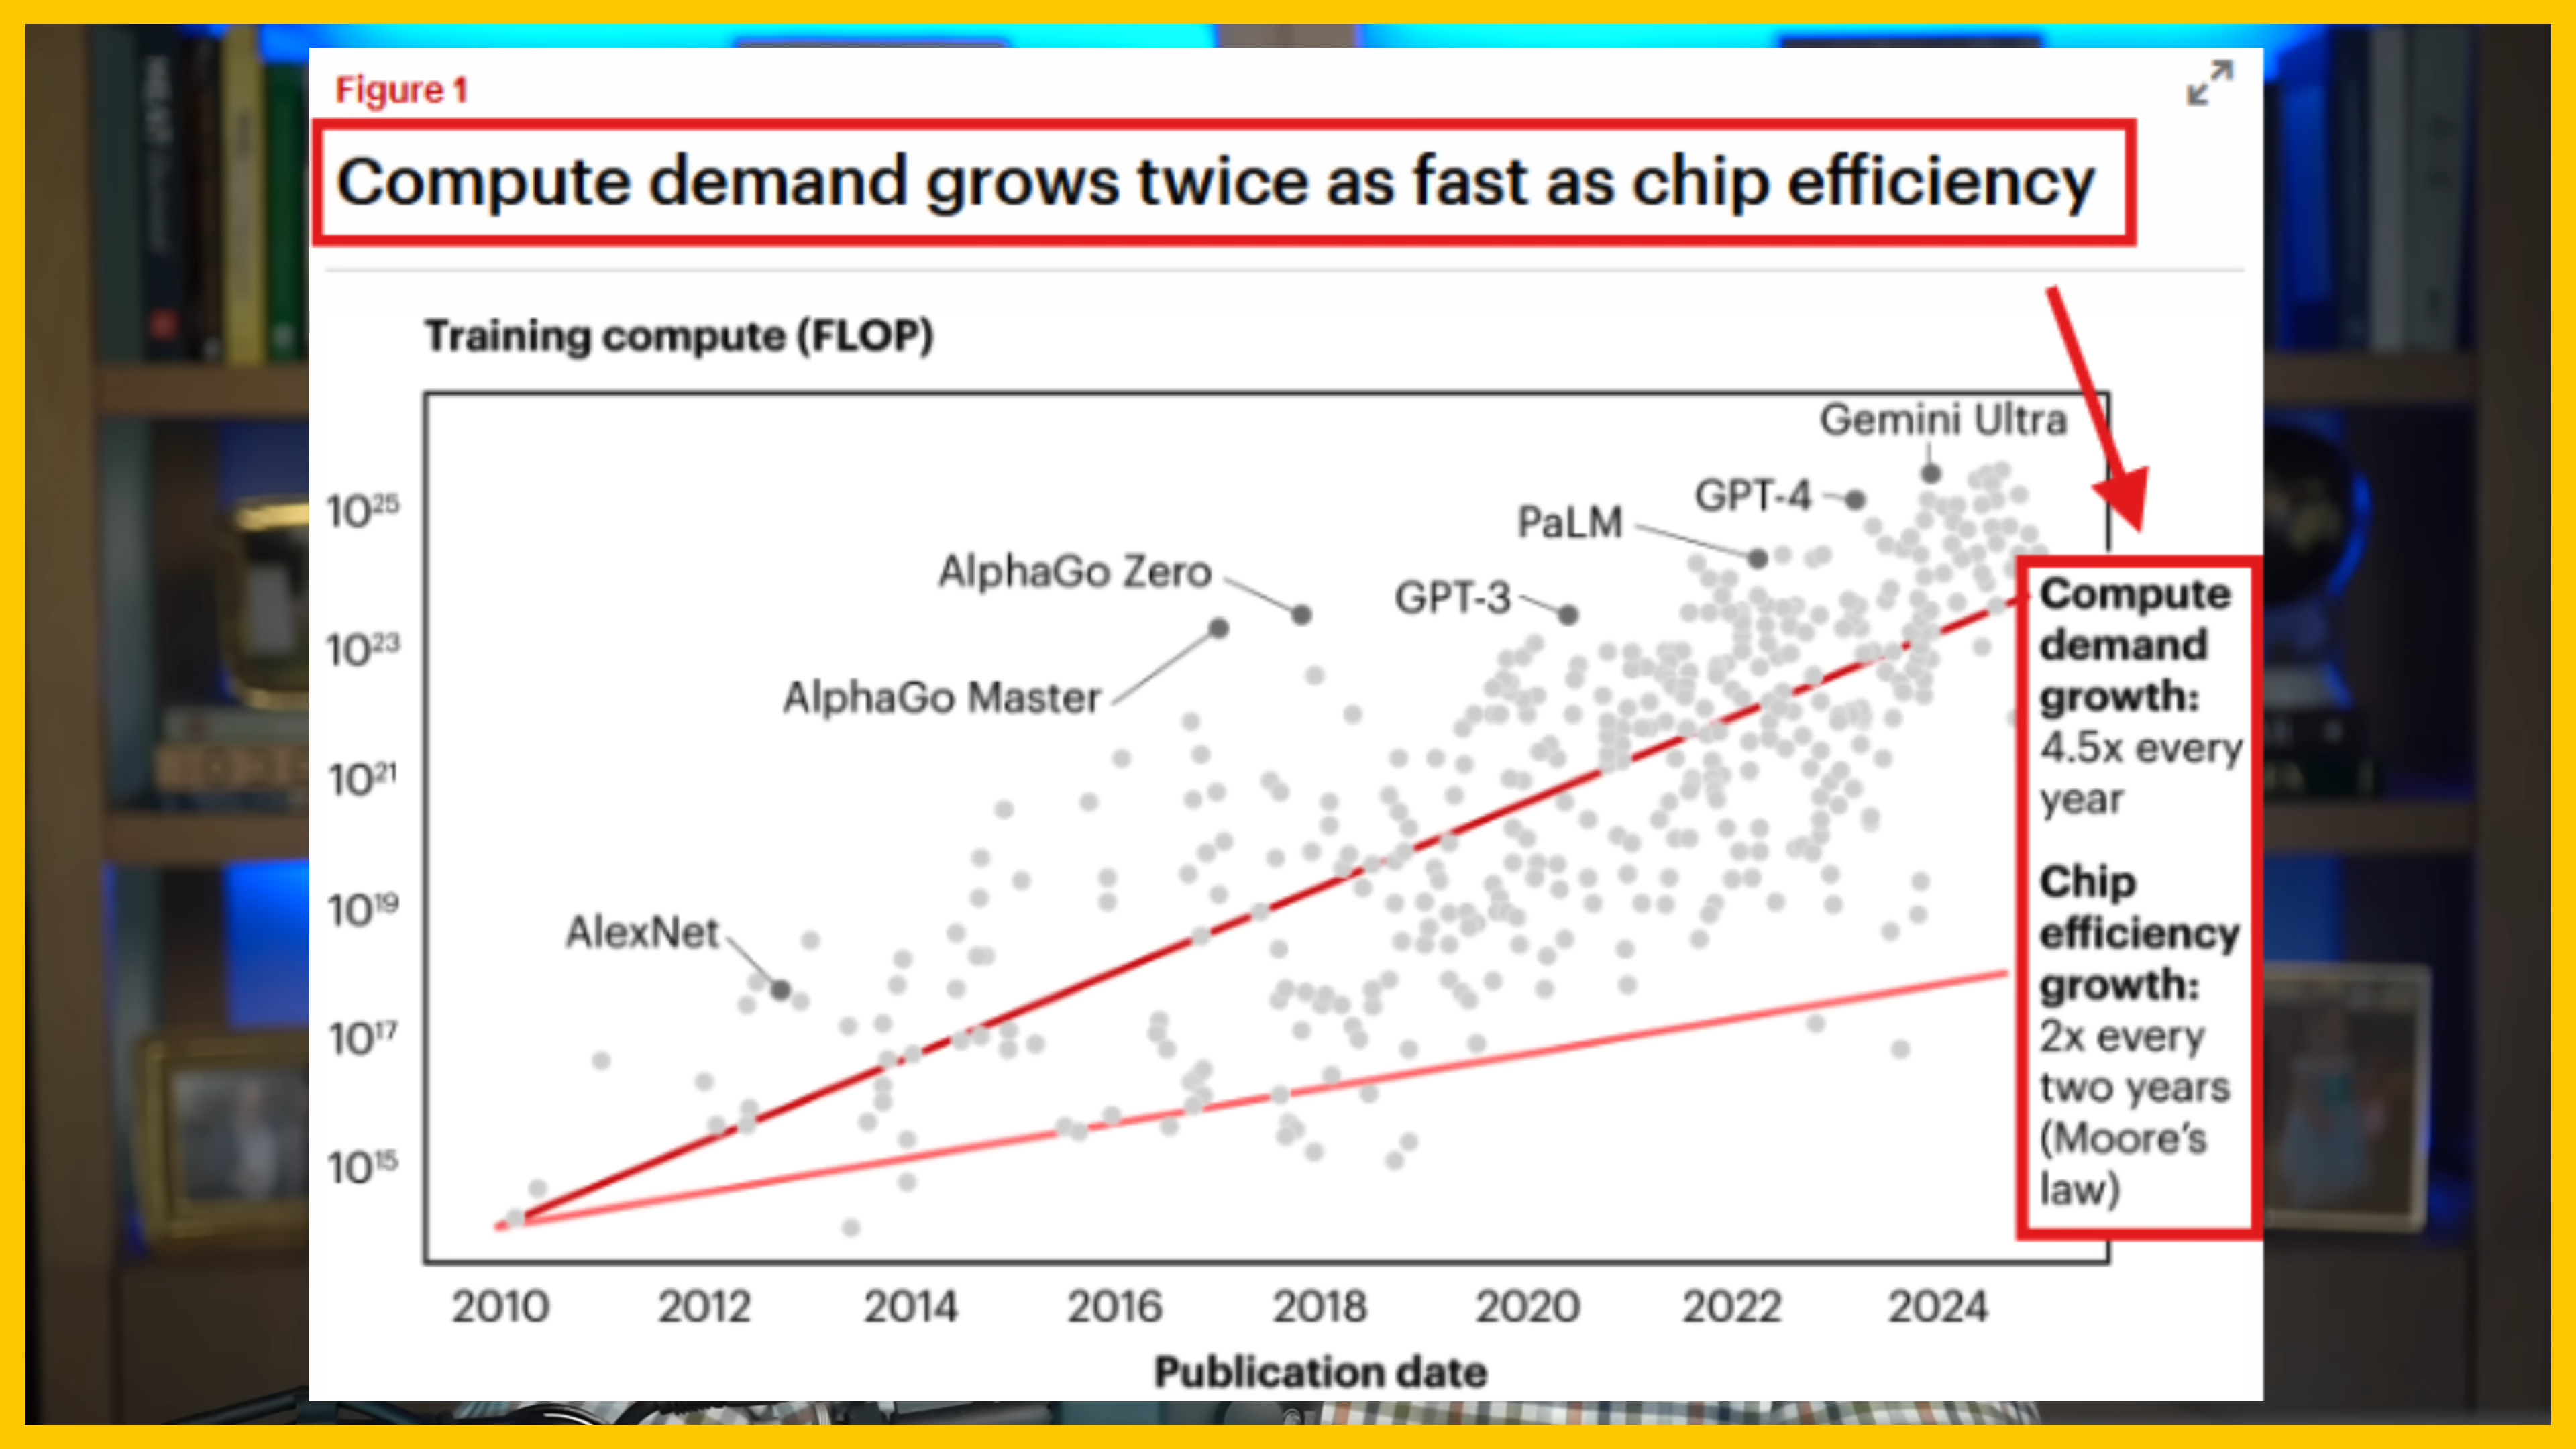 Figure 1
Compute demand grows twice as fast as chip efficiency
Training compute (FLOP)
Gemini Ultra
GPT-4
PaLM
AlphaGo Zero
GPT-3
AlphaGo Master
AlexNet
10²⁵
10²³
10²¹
10¹⁹
10¹⁷
10¹⁵
Compute
demand
growth:
4.5x every
year
Chip
efficiency
growth:
2x every
two years
(Moore’s
law)
2010 2012 2014 2016 2018 2020 2022 2024
Publication date